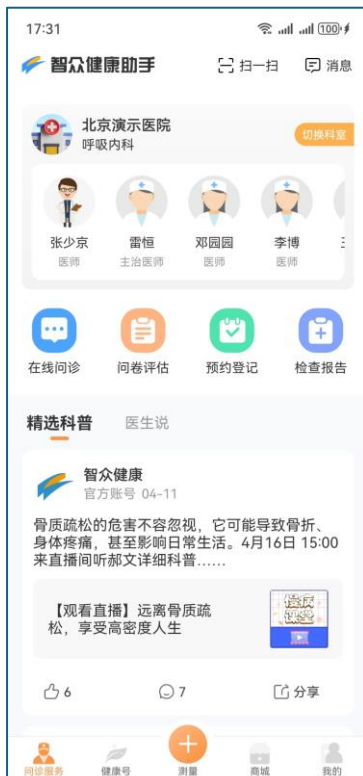 17:31
100
智众健康助手
扫一扫
消息
北京演示医院
呼吸内科
切换科室
张少京
雷恒
邓园园
李博
医师
主治医师
医师
医师
在线问诊
问卷评估
预约登记
检查报告
精选科普
医生说
智众健康
官方账号 04-11
骨质疏松的危害不容忽视，它可能导致骨折、
身体疼痛，甚至影响日常生活。4月16日 15:00
来直播间听郝文详细科普……
【观看直播】远离骨质疏
松，享受高密度人生
慢病
课堂
6
7
分享
问诊服务
健康号
测量
商城
我的